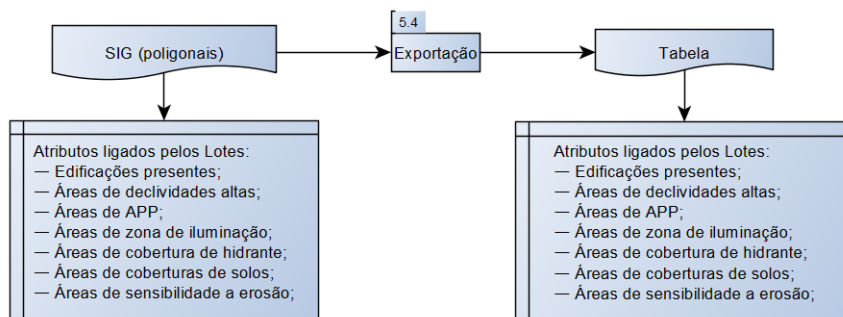 SIG (poligonais)
5.4
Exportação
Tabela
Atributos ligados pelos Lotes:
— Edificações presentes;
— Áreas de declividades altas;
— Áreas de APP;
— Áreas de zona de iluminação;
— Áreas de cobertura de hidrante;
— Áreas de coberturas de solos;
— Áreas de sensibilidade a erosão;
Atributos ligados pelos Lotes:
— Edificações presentes;
— Áreas de declividades altas;
— Áreas de APP;
— Áreas de zona de iluminação;
— Áreas de cobertura de hidrante;
— Áreas de coberturas de solos;
— Áreas de sensibilidade a erosão;